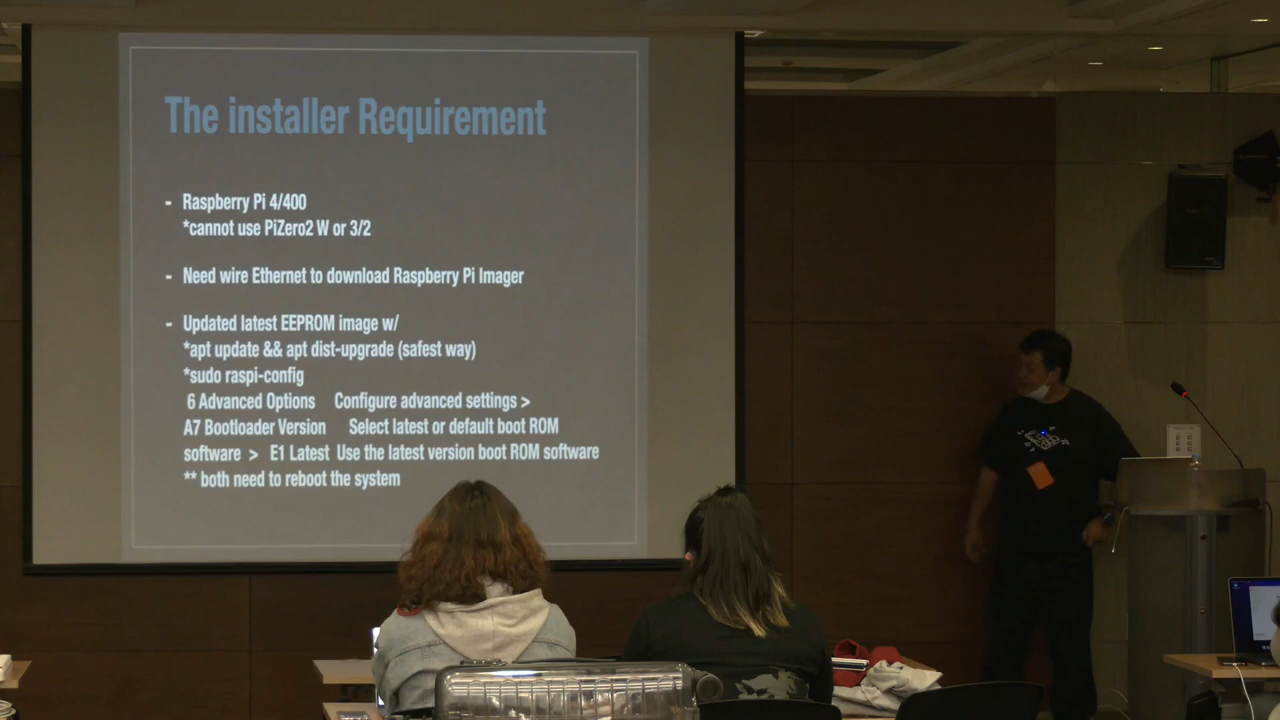 The installer Requirement
- Raspberry Pi 4/400
*cannot use PiZero2 W or 3/2
- Need wire Ethernet to download Raspberry Pi Imager
- Updated latest EEPROM image w/
*apt update && apt dist-upgrade (safest way)
*sudo raspi-config
6 Advanced Options Configure advanced settings >
A7 Bootloader Version Select latest or default boot ROM
software > E1 Latest Use the latest version boot ROM software
** both need to reboot the system